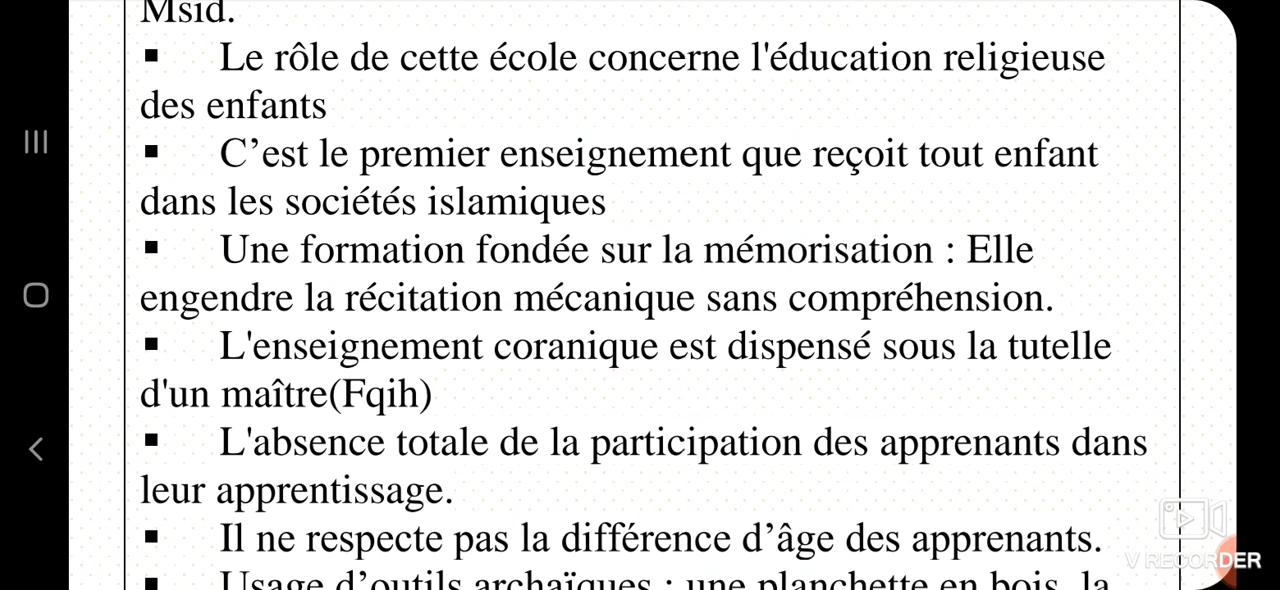 Msid.
▪ Le rôle de cette école concerne l'éducation religieuse
des enfants
▪ C’est le premier enseignement que reçoit tout enfant
dans les sociétés islamiques
▪ Une formation fondée sur la mémorisation : Elle
engendre la récitation mécanique sans compréhension.
▪ L'enseignement coranique est dispensé sous la tutelle
d'un maître(Fqih)
▪ L'absence totale de la participation des apprenants dans
leur apprentissage.
▪ Il ne respecte pas la différence d’âge des apprenants.
▪ Usage d’outils archaïques : une planchette en bois, la
V RECORDER